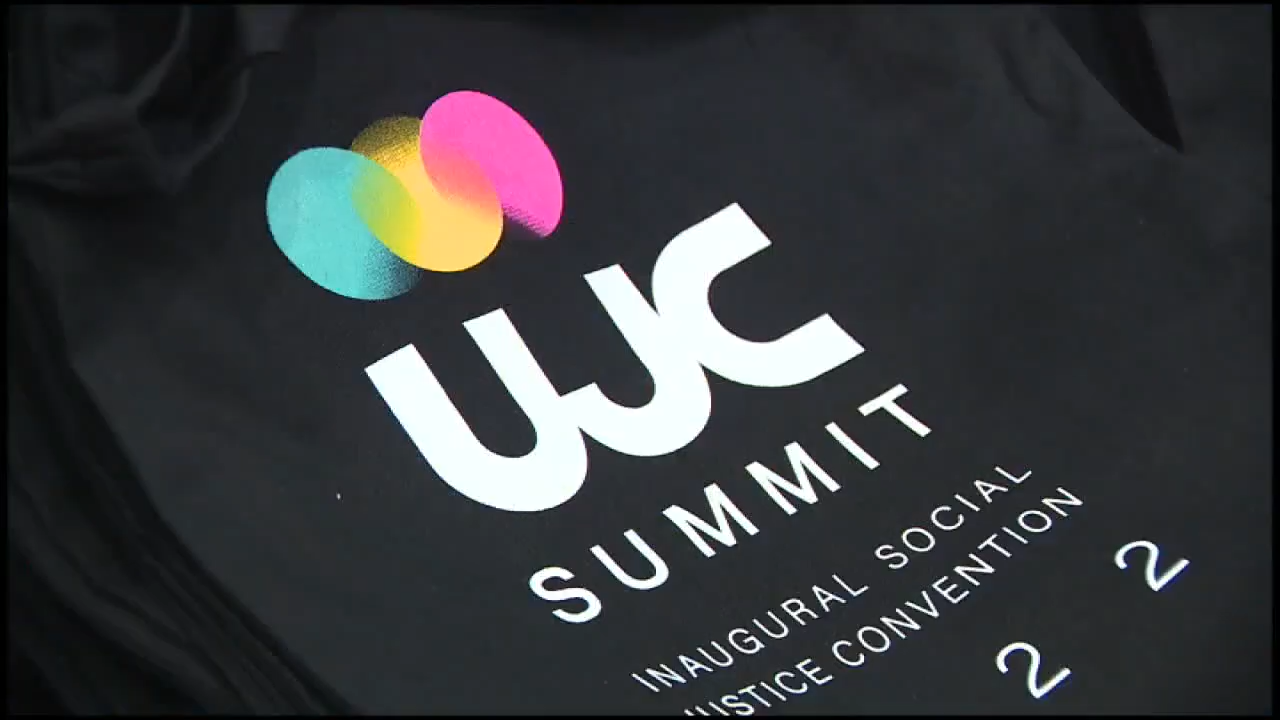 UJC
SUMMIT
INAUGURAL SOCIAL
JUSTICE CONVENTION
2 2